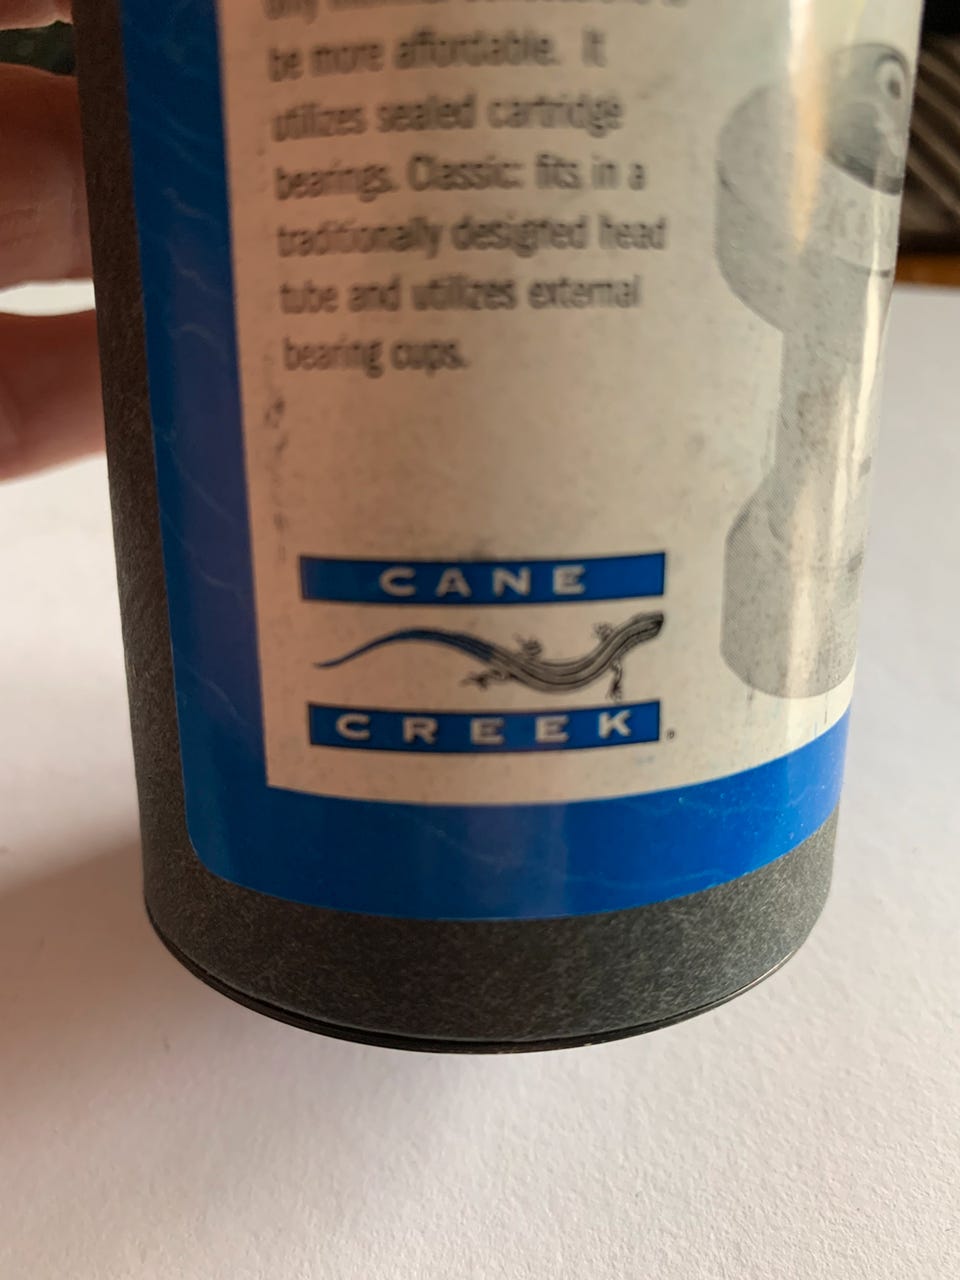 be more affordable. It
utilizes sealed cartridge
bearings. Classic: fits in a
traditionally designed head
tube and utilizes external
bearing cups.
CANE
CREEK®